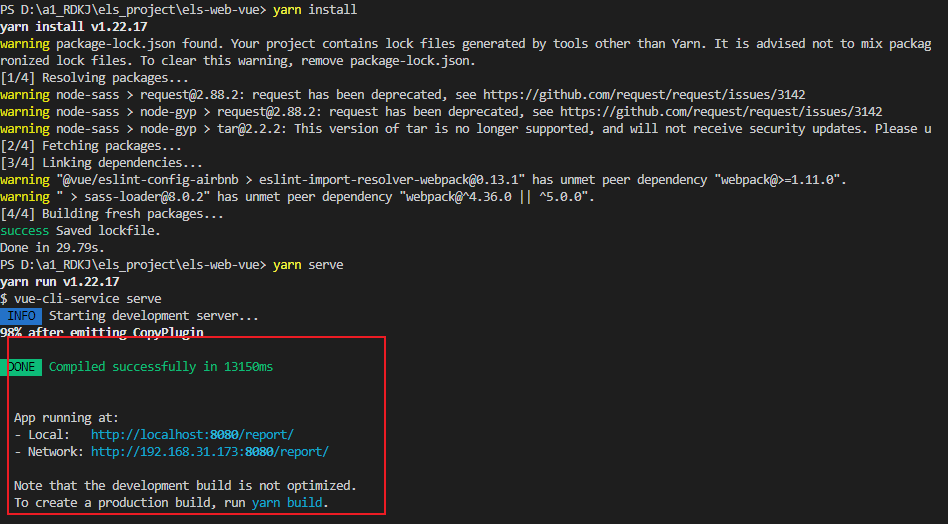 PS D:\a1_RDKJ\els_project\els-web-vue> yarn install
yarn install v1.22.17
warning package-lock.json found. Your project contains lock files generated by tools other than Yarn. It is advised not to mix packag
ronized lock files. To clear this warning, remove package-lock.json.
[1/4] Resolving packages...
warning node-sass > request@2.88.2: request has been deprecated, see https://github.com/request/request/issues/3142
warning node-sass > node-gyp > request@2.88.2: request has been deprecated, see https://github.com/request/request/issues/3142
warning node-sass > node-gyp > tar@2.2.2: This version of tar is no longer supported, and will not receive security updates. Please u
[2/4] Fetching packages...
[3/4] Linking dependencies...
warning "@vue/eslint-config-airbnb > eslint-import-resolver-webpack@0.13.1" has unmet peer dependency "webpack@>=1.11.0".
warning " > sass-loader@8.0.2" has unmet peer dependency "webpack@^4.36.0 || ^5.0.0".
[4/4] Building fresh packages...
success Saved lockfile.
Done in 29.79s.
PS D:\a1_RDKJ\els_project\els-web-vue> yarn serve
yarn run v1.22.17
$ vue-cli-service serve
INFO Starting development server...
98% after emitting CopyPlugin
DONE Compiled successfully in 13150ms
App running at:
- Local: http://localhost:8080/report/
- Network: http://192.168.31.173:8080/report/
Note that the development build is not optimized.
To create a production build, run yarn build.